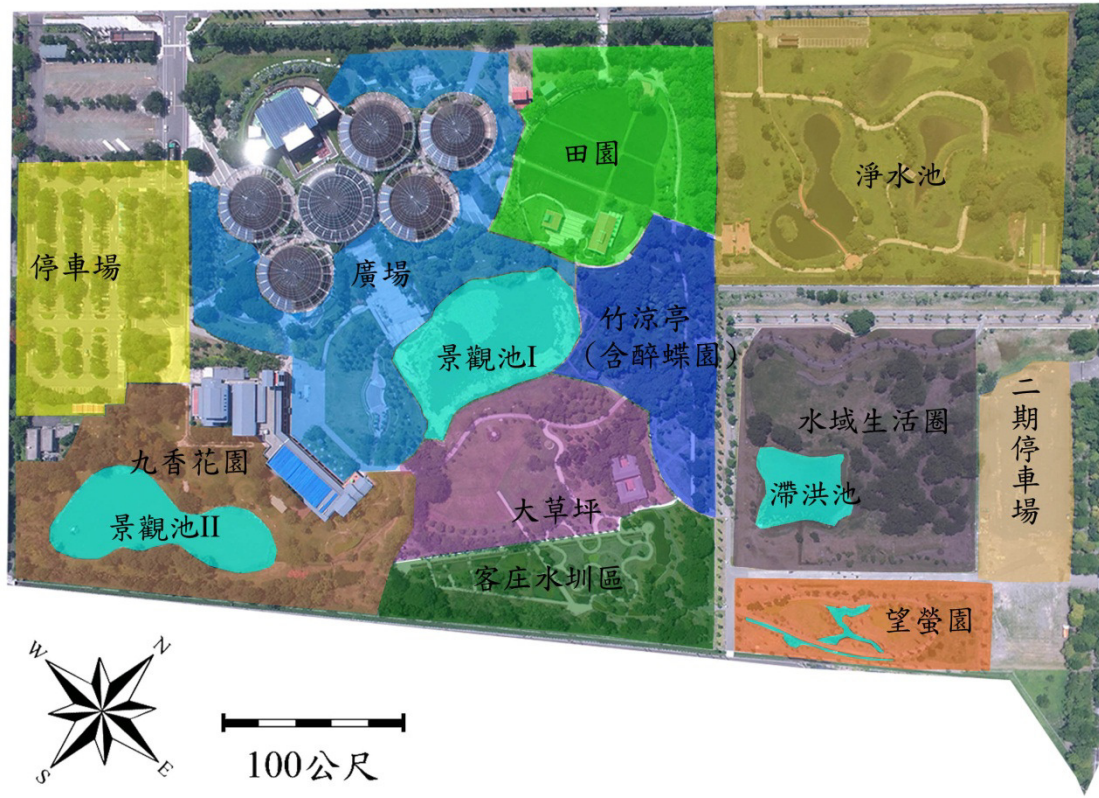 田園
淨水池
停車場
廣場
竹涼亭
（含醉蝶園）
景觀池I
二期停車場
水域生活圈
九香花園
滯洪池
大草坪
景觀池II
客庄水圳區
望螢園
W
N
S
E
100公尺